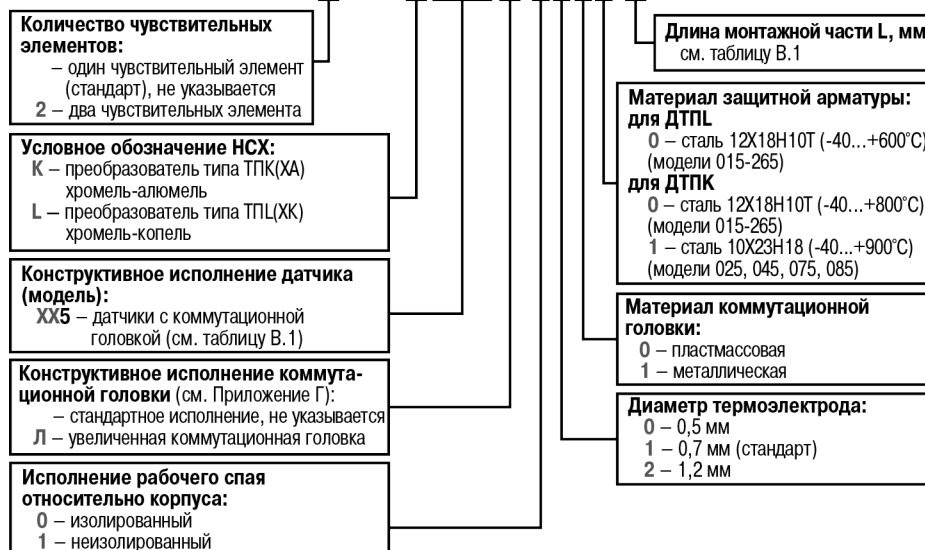 Количество чувствительных
элементов:
– один чувствительный элемент
(стандарт), не указывается
2 – два чувствительных элемента
Условное обозначение НСХ:
K – преобразователь типа ТПК(ХА)
хромель-алюмель
L – преобразователь типа ТПL(ХК)
хромель-копель
Конструктивное исполнение датчика
(модель):
XX5 – датчики с коммутационной
головкой (см. таблицу В.1)
Конструктивное исполнение коммута-
ционной головки (см. Приложение Г):
– стандартное исполнение, не указывается
Л – увеличенная коммутационная головка
Исполнение рабочего спая
относительно корпуса:
0 – изолированный
1 – неизолированный
Длина монтажной части L, мм
см. таблицу В.1
Материал защитной арматуры:
для ДТПL
0 – сталь 12Х18Н10Т (-40...+600°С)
(модели 015-265)
для ДТПК
0 – сталь 12Х18Н10Т (-40...+800°С)
(модели 015-265)
1 – сталь 10Х23Н18 (-40...+900°С)
(модели 025, 045, 075, 085)
Материал коммутационной
головки:
0 – пластмассовая
1 – металлическая
Диаметр термоэлектрода:
0 – 0,5 мм
1 – 0,7 мм (стандарт)
2 – 1,2 мм